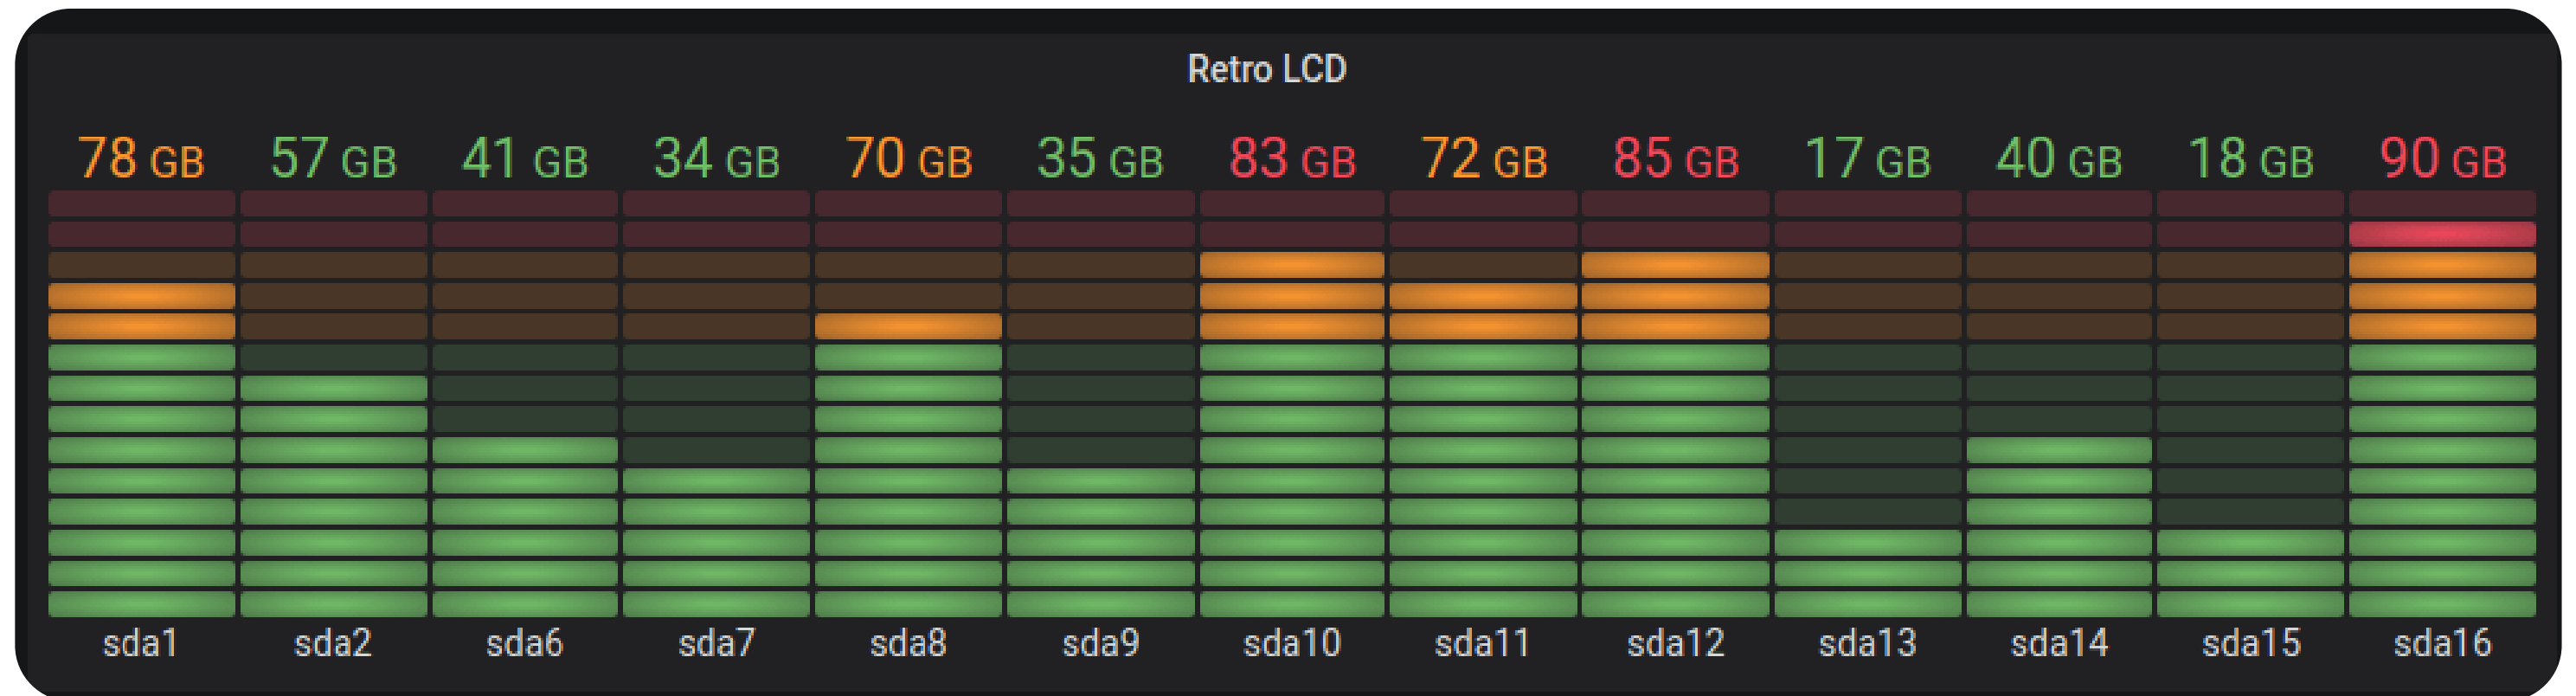 Retro LCD
78 GB 57 GB 41 GB 34 GB 70 GB 35 GB 83 GB 72 GB 85 GB 17 GB 40 GB 18 GB 90 GB
sda1 sda2 sda6 sda7 sda8 sda9 sda10 sda11 sda12 sda13 sda14 sda15 sda16